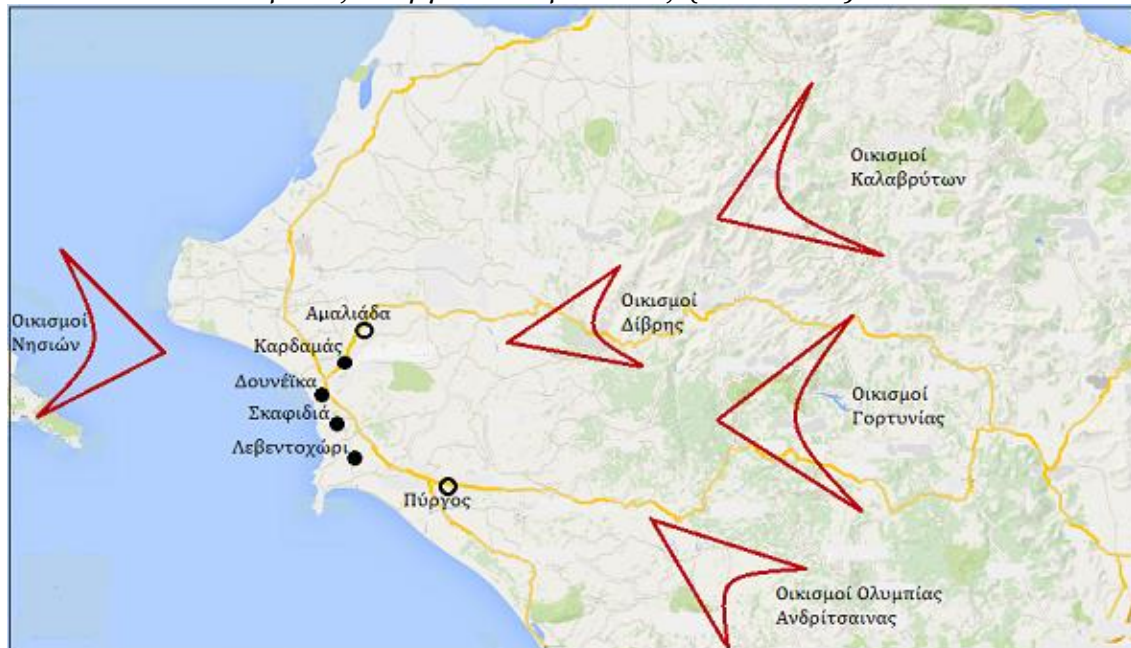 Οικισμοί
Καλαβρύτων
Οικισμοί
Δίβρης
Οικισμοί
Νησιών
Αμαλιάδα
Καρδαμάς
Δουνέϊκα
Σκαφιδιά
Λεβεντοχώρι
Πύργος
Οικισμοί
Γορτυνίας
Οικισμοί Ολυμπίας
Ανδρίτσαινας